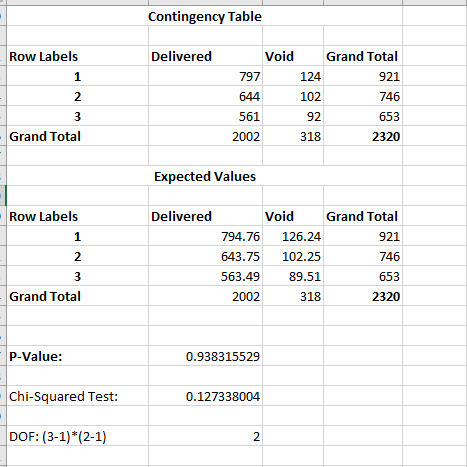 Contingency Table
Row Labels Delivered Void Grand Total
1 797 124 921
2 644 102 746
3 561 92 653
Grand Total 2002 318 2320
Expected Values
Row Labels Delivered Void Grand Total
1 794.76 126.24 921
2 643.75 102.25 746
3 563.49 89.51 653
Grand Total 2002 318 2320
P-Value: 0.938315529
Chi-Squared Test: 0.127338004
DOF: (3-1)*(2-1) 2